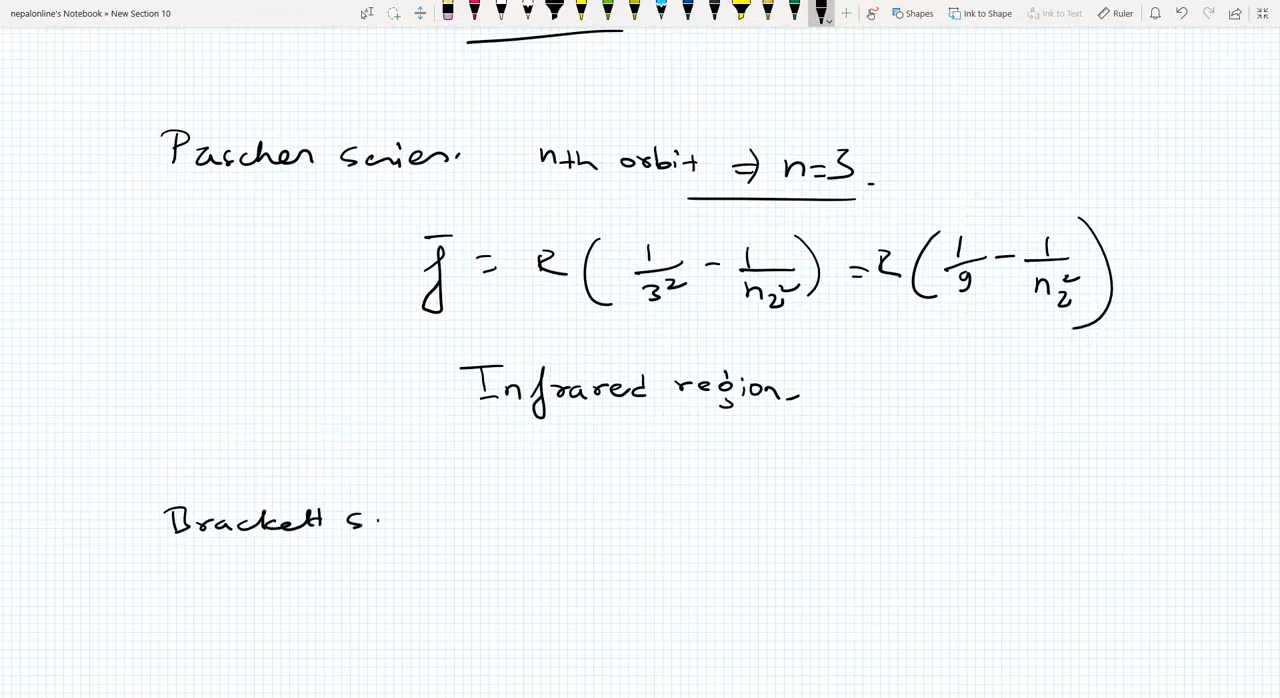 nepalonline's Notebook » New Section 10
Shapes Ink to Shape Ink to Text Ruler
Paschen series. nth orbit ⇒ n=3.
f̅ = R ( 1/3² - 1/n₂² ) = R ( 1/9 - 1/n₂² )
Infrared region
Brackett s.